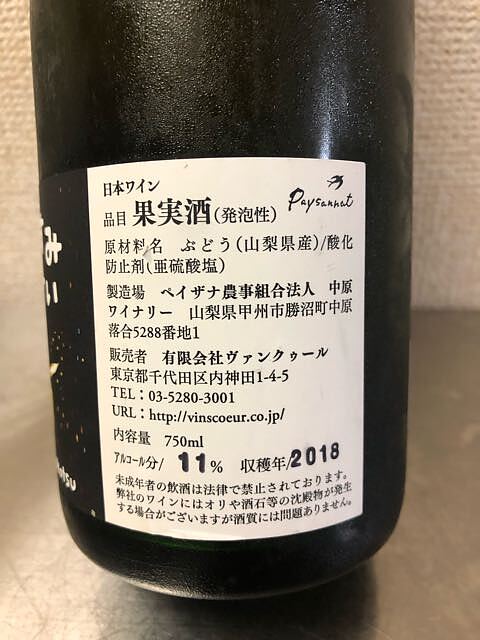 日本ワイン
Paysannat
品目 果実酒(発泡性)
原材料名 ぶどう(山梨県産)/酸化
防止剤(亜硫酸塩)
製造場 ペイザナ農事組合法人 中原
ワイナリー 山梨県甲州市勝沼町中原
落合5288番地1
販売者 有限会社ヴァンクゥール
東京都千代田区内神田1-4-5
TEL：03-5280-3001
URL：http://vinscoeur.co.jp/
内容量 750ml
アルコール分/ 11% 収穫年/2018
未成年者の飲酒は法律で禁止されております。
弊社のワインにはオリや酒石等の沈殿物が発生
する場合がございますが酒質には問題ありません。
み
い